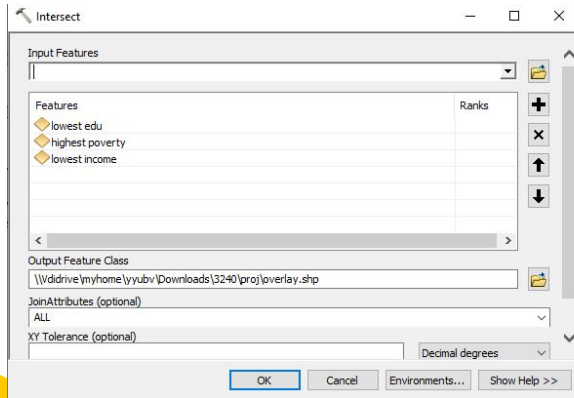 Intersect
Input Features
Features Ranks
lowest edu
highest poverty
lowest income
Output Feature Class
\\Vdidrive\myhome\yyubv\Downloads\3240\proj\overlay.shp
JoinAttributes (optional)
ALL
XY Tolerance (optional)
Decimal degrees
OK Cancel Environments... Show Help >>